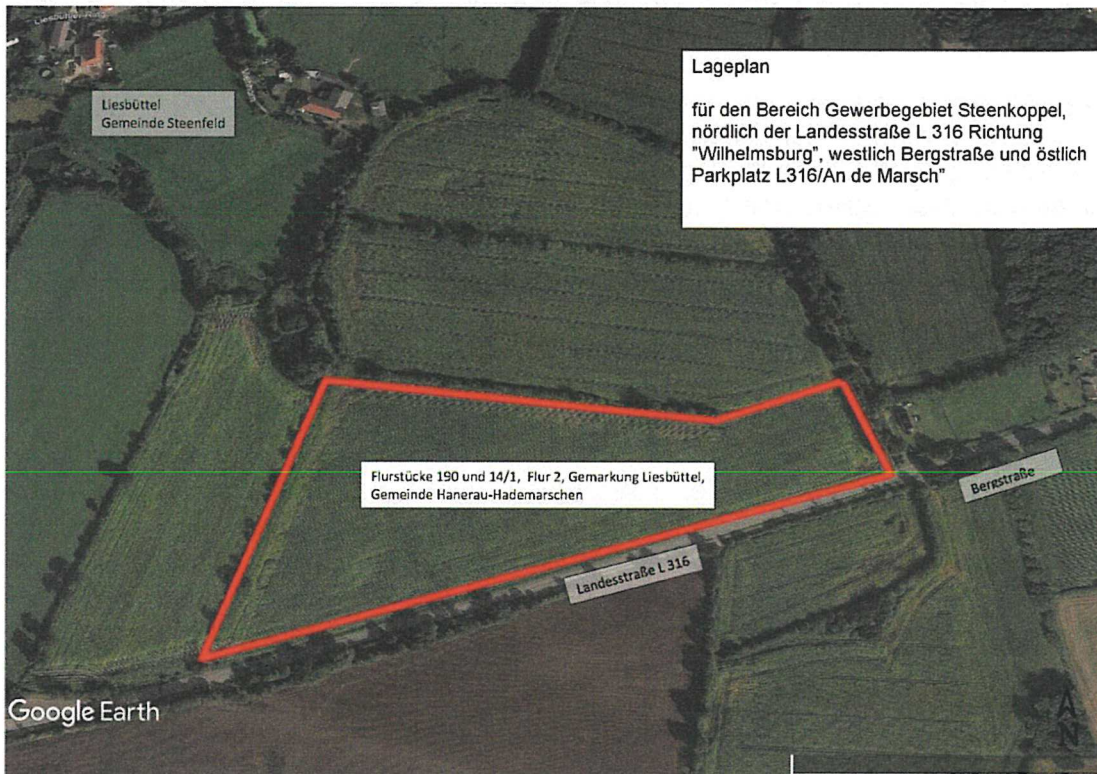 Liesbüttel
Gemeinde Steenfeld
Lageplan
für den Bereich Gewerbegebiet Steenkoppel,
nördlich der Landesstraße L 316 Richtung
"Wilhelmsburg", westlich Bergstraße und östlich
Parkplatz L316/An de Marsch"
Flurstücke 190 und 14/1, Flur 2, Gemarkung Liesbüttel,
Gemeinde Hanerau-Hademarschen
Bergstraße
Landesstraße L 316
Google Earth
N